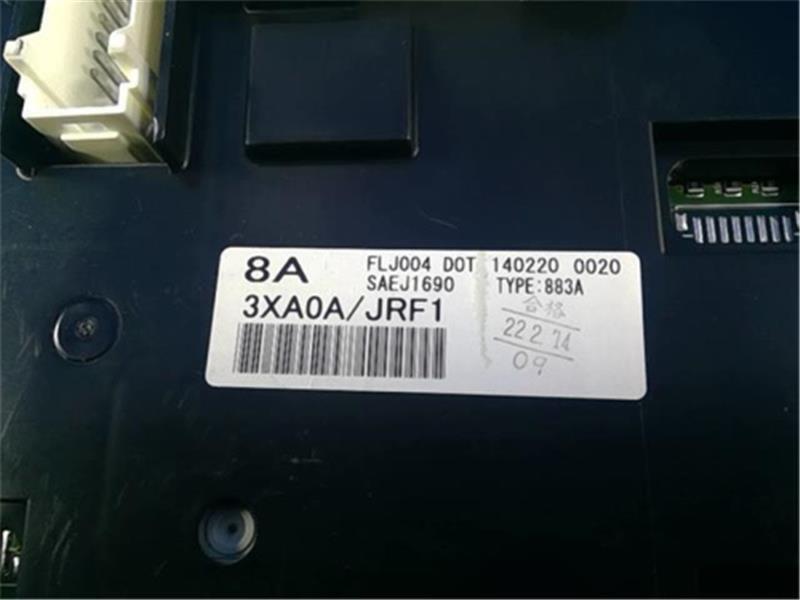 8A
FLJ004 DOT 140220 0020
SAEJ1690 TYPE:883A
3XA0A/JRF1
合格
22 2.14
09